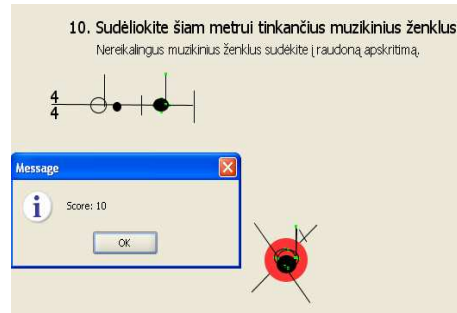 10. Sudėliokite šiam metrui tinkančius muzikinius ženklus
Nereikalingus muzikinius ženklus sudėkite į raudoną apskritimą.
4
4
Message
Score: 10
OK